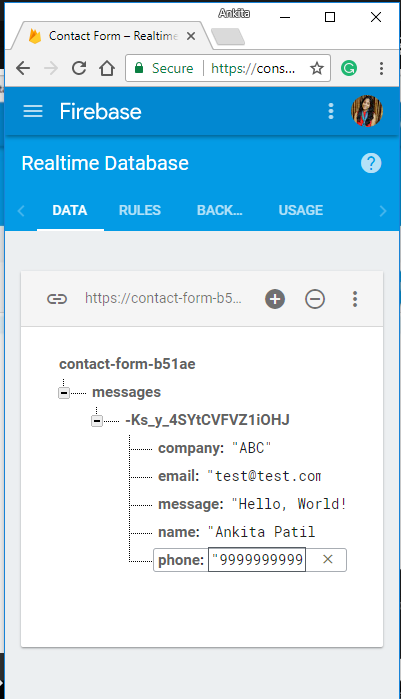 Ankita
Contact Form – Realtime
Secure https://cons...
Firebase
Realtime Database
?
DATA RULES BACK... USAGE
https://contact-form-b5...
contact-form-b51ae
messages
-Ks_y_4SYtCVFVZ1iOHJ
company: "ABC"
email: "test@test.com
message: "Hello, World!
name: "Ankita Patil
phone: "9999999999